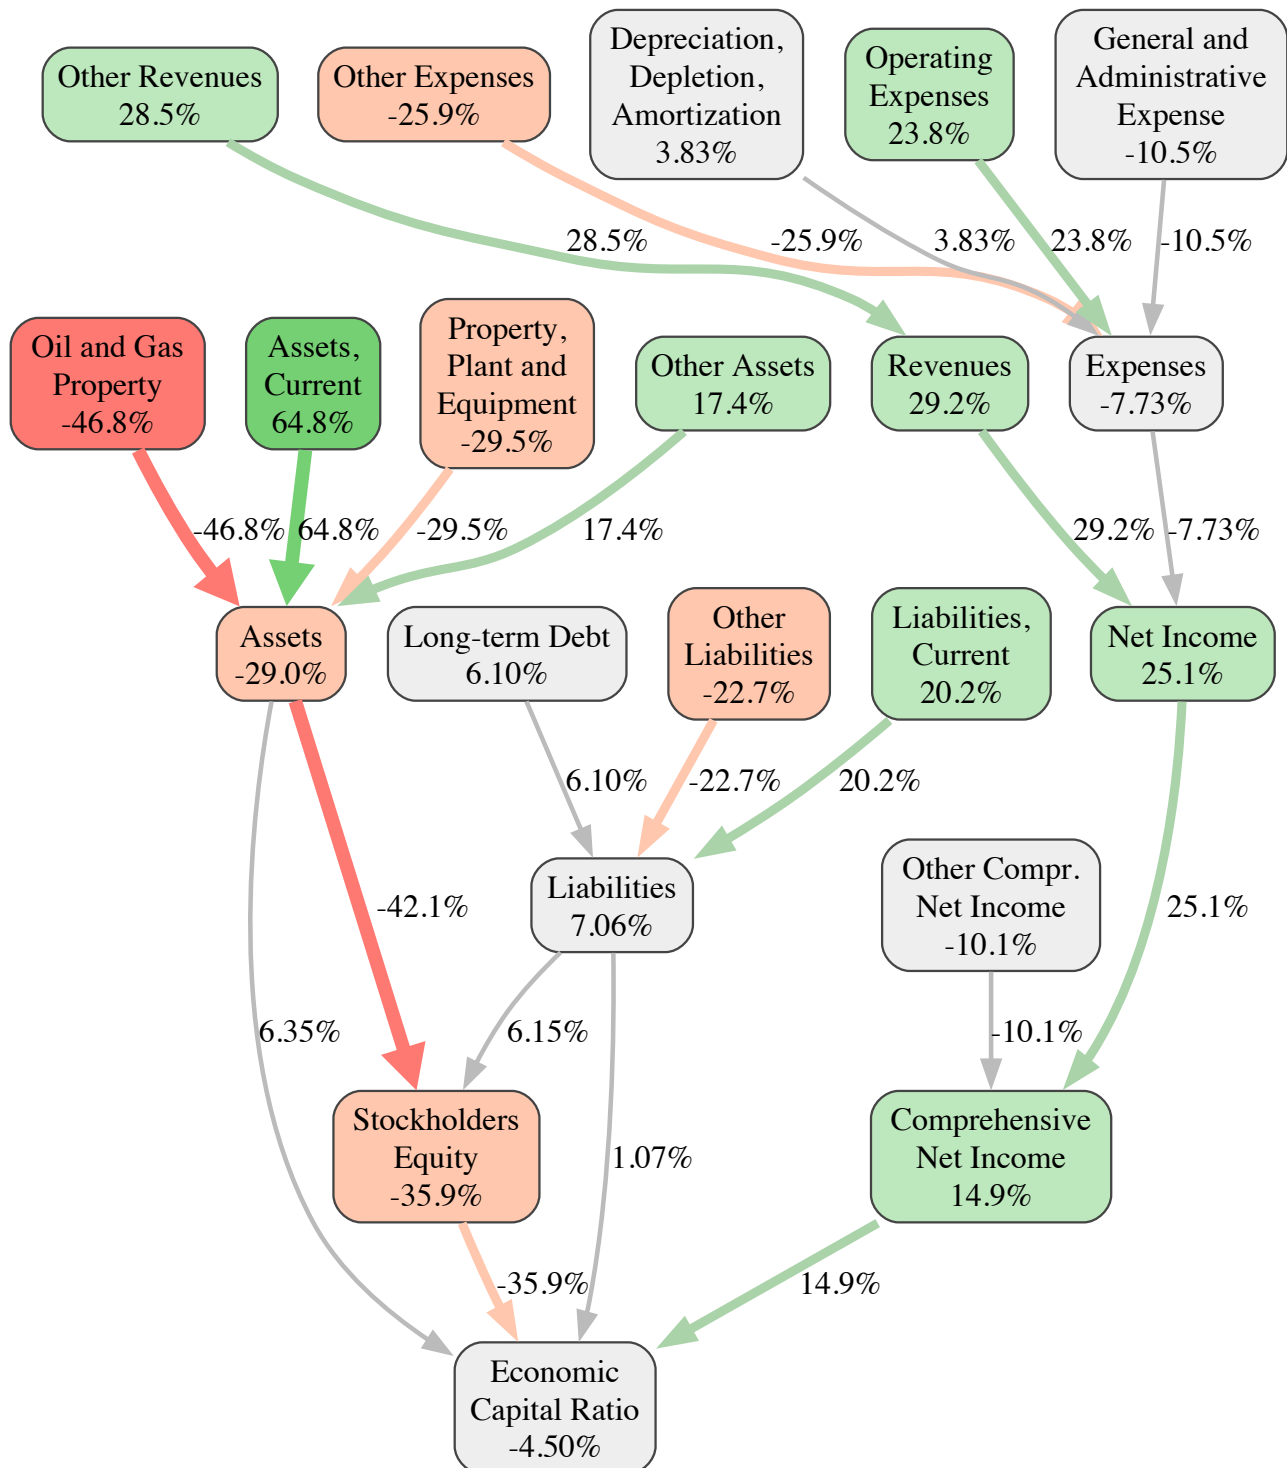 Other Revenues
28.5%
Other Expenses
-25.9%
Depreciation,
Depletion,
Amortization
3.83%
Operating
Expenses
23.8%
General and
Administrative
Expense
-10.5%
28.5%
-25.9%
3.83%
23.8%
-10.5%
Oil and Gas
Property
-46.8%
Assets,
Current
64.8%
Property,
Plant and
Equipment
-29.5%
Other Assets
17.4%
Revenues
29.2%
Expenses
-7.73%
-46.8%
64.8%
-29.5%
17.4%
29.2%
-7.73%
Assets
-29.0%
Long-term Debt
6.10%
Other
Liabilities
-22.7%
Liabilities,
Current
20.2%
Net Income
25.1%
6.10%
-22.7%
20.2%
-42.1%
Liabilities
7.06%
Other Compr.
Net Income
-10.1%
25.1%
6.35%
6.15%
-10.1%
Stockholders
Equity
-35.9%
1.07%
Comprehensive
Net Income
14.9%
-35.9%
14.9%
Economic
Capital Ratio
-4.50%